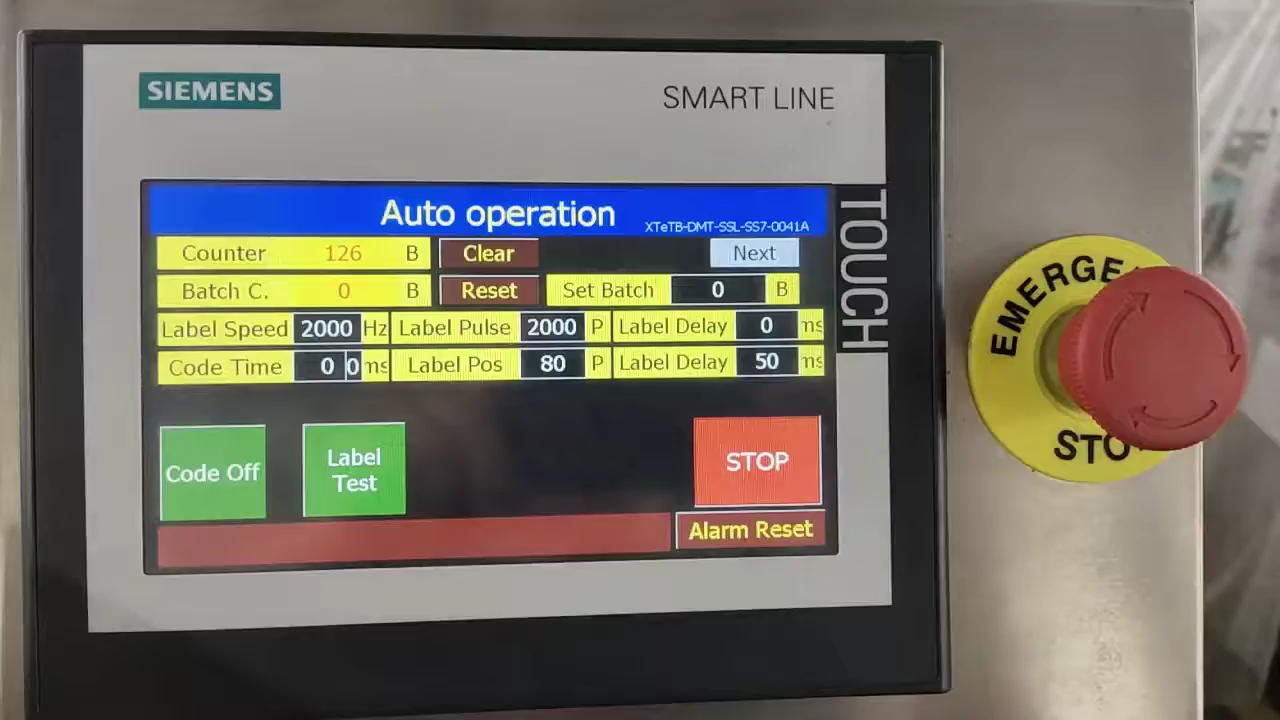 SIEMENS
SMART LINE
TOUCH
Auto operation
XTeTB-DMT-SSL-SS7-0041A
Counter 126 B Clear Next
Batch C. 0 B Reset Set Batch 0 B
Label Speed 2000 Hz Label Pulse 2000 P Label Delay 0 ms
Code Time 0 0 ms Label Pos 80 P Label Delay 50 ms
Code Off
Label
Test
STOP
Alarm Reset